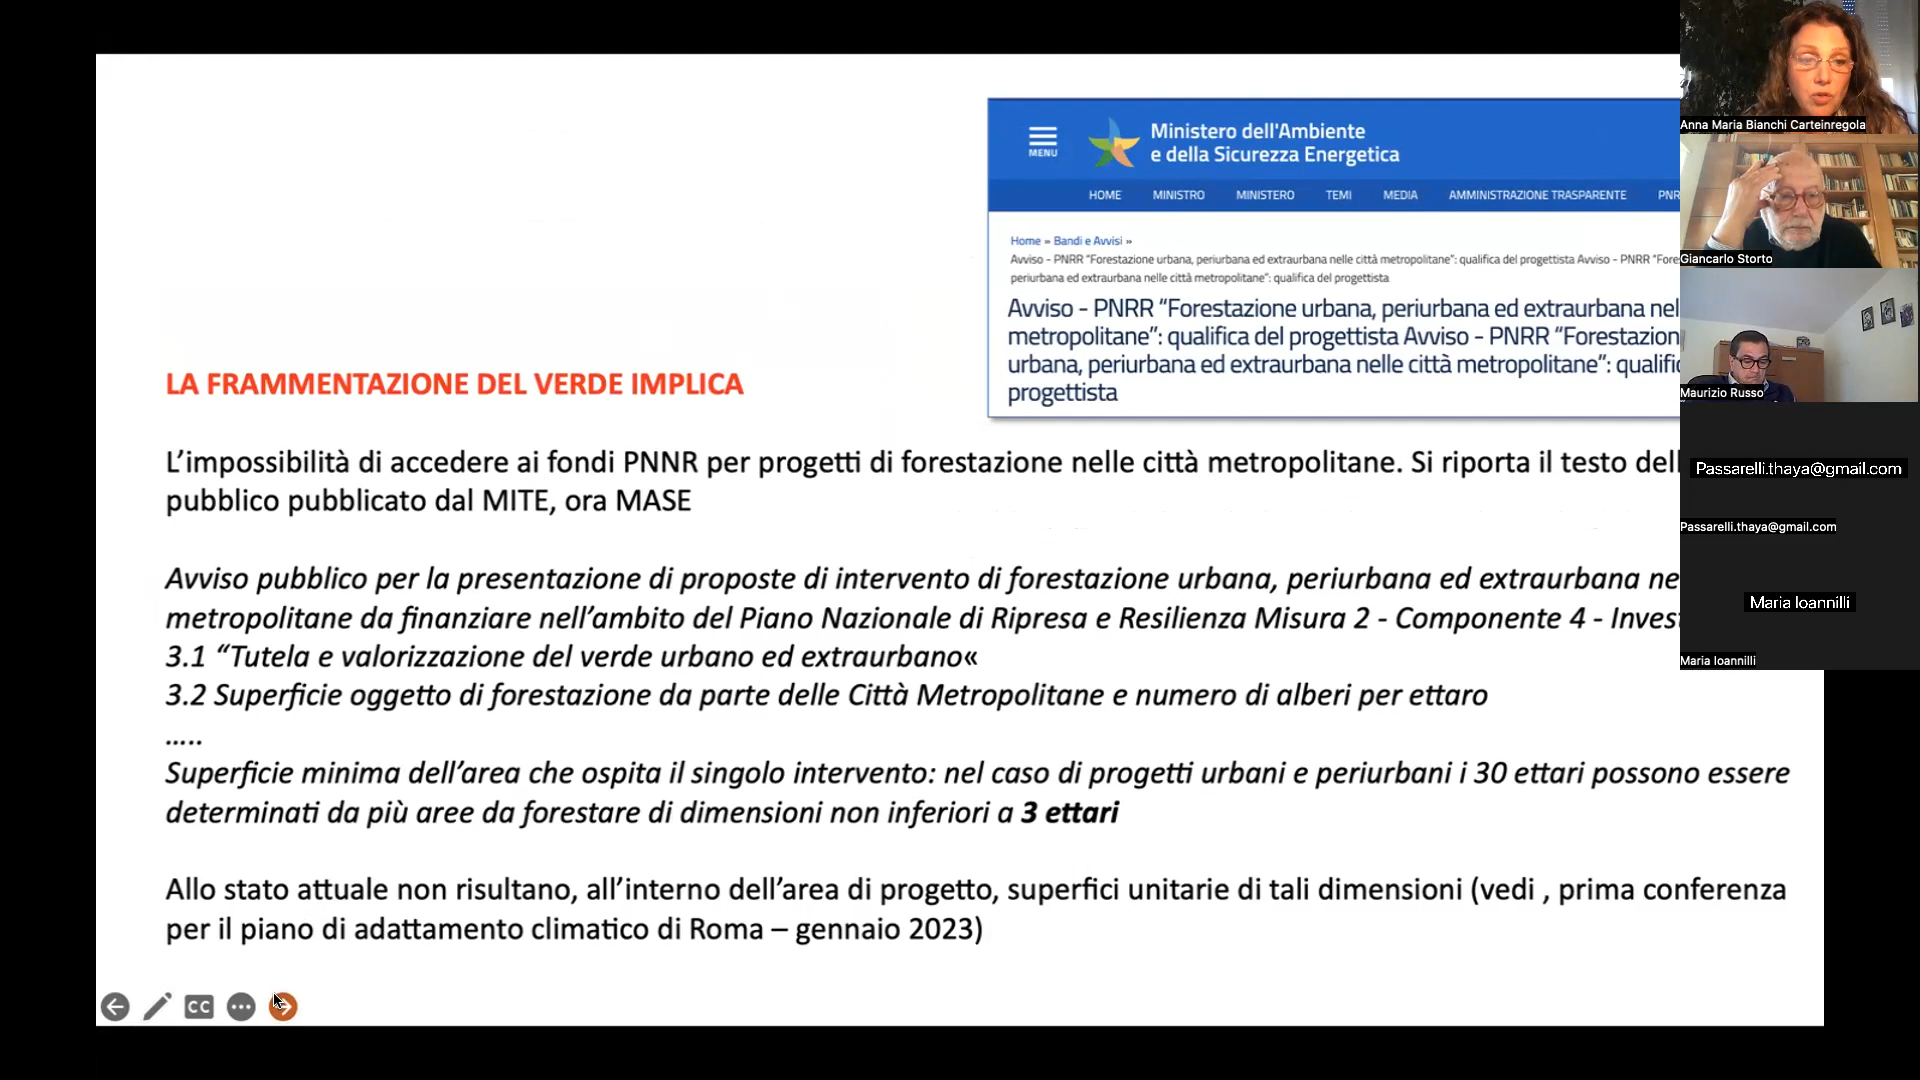 Ministero dell'Ambiente
e della Sicurezza Energetica
MENU
HOME MINISTRO MINISTERO TEMI MEDIA AMMINISTRAZIONE TRASPARENTE PNR
Home » Bandi e Avvisi »
Avviso - PNRR "Forestazione urbana, periurbana ed extraurbana nelle città metropolitane": qualifica del progettista Avviso - PNRR "Fore
periurbana ed extraurbana nelle città metropolitane": qualifica del progettista
Avviso - PNRR "Forestazione urbana, periurbana ed extraurbana nel
metropolitane": qualifica del progettista Avviso - PNRR "Forestazion
urbana, periurbana ed extraurbana nelle città metropolitane": qualific
progettista
LA FRAMMENTAZIONE DEL VERDE IMPLICA
L'impossibilità di accedere ai fondi PNNR per progetti di forestazione nelle città metropolitane. Si riporta il testo dell
pubblico pubblicato dal MITE, ora MASE
Avviso pubblico per la presentazione di proposte di intervento di forestazione urbana, periurbana ed extraurbana ne
metropolitane da finanziare nell'ambito del Piano Nazionale di Ripresa e Resilienza Misura 2 - Componente 4 - Invest
3.1 “Tutela e valorizzazione del verde urbano ed extraurbano«
3.2 Superficie oggetto di forestazione da parte delle Città Metropolitane e numero di alberi per ettaro
…..
Superficie minima dell'area che ospita il singolo intervento: nel caso di progetti urbani e periurbani i 30 ettari possono essere
determinati da più aree da forestare di dimensioni non inferiori a 3 ettari
Allo stato attuale non risultano, all'interno dell'area di progetto, superfici unitarie di tali dimensioni (vedi , prima conferenza
per il piano di adattamento climatico di Roma – gennaio 2023)
CC
Anna Maria Bianchi Carteinregola
Giancarlo Storto
Maurizio Russo
Passarelli.thaya@gmail.com
Passarelli.thaya@gmail.com
Maria Ioannilli
Maria Ioannilli